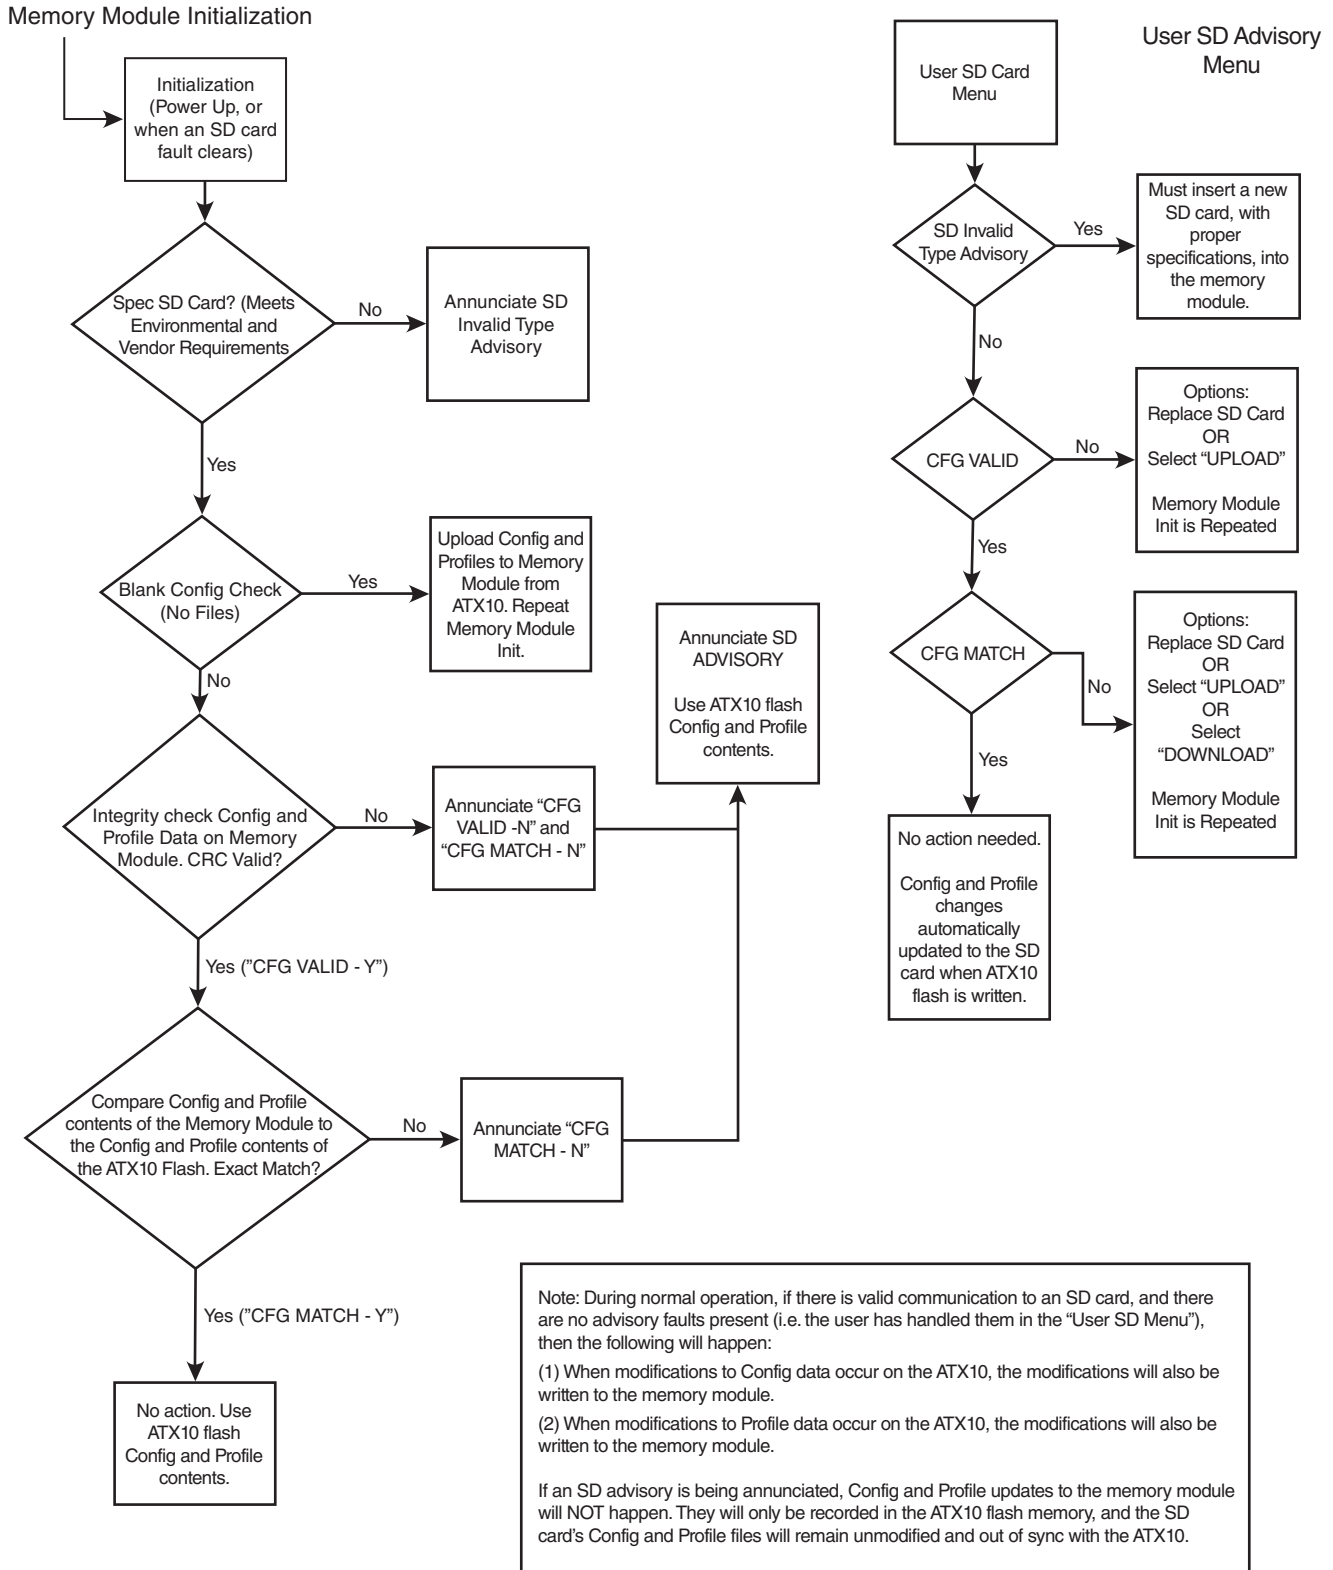 Memory Module Initialization
Initialization
(Power Up, or
when an SD card
fault clears)
Spec SD Card? (Meets
Environmental and
Vendor Requirements
No
Annunciate SD
Invalid Type
Advisory
Yes
Blank Config Check
(No Files)
Yes
Upload Config and
Profiles to Memory
Module from
ATX10. Repeat
Memory Module
Init.
No
Integrity check Config and
Profile Data on Memory
Module. CRC Valid?
No
Annunciate “CFG
VALID -N” and
“CFG MATCH - N”
Annunciate SD
ADVISORY
Use ATX10 flash
Config and Profile
contents.
Yes (”CFG VALID - Y”)
Compare Config and Profile
contents of the Memory Module to
the Config and Profile contents of
the ATX10 Flash. Exact Match?
No
Annunciate “CFG
MATCH - N”
Yes (”CFG MATCH - Y”)
No action. Use
ATX10 flash
Config and Profile
contents.
User SD Advisory
Menu
User SD Card
Menu
SD Invalid
Type Advisory
Yes
Must insert a new
SD card, with
proper
specifications, into
the memory
module.
No
CFG VALID
No
Options:
Replace SD Card
OR
Select “UPLOAD”
Memory Module
Init is Repeated
Yes
CFG MATCH
No
Options:
Replace SD Card
OR
Select “UPLOAD”
OR
Select
“DOWNLOAD”
Memory Module
Init is Repeated
Yes
No action needed.
Config and Profile
changes
automatically
updated to the SD
card when ATX10
flash is written.
Note: During normal operation, if there is valid communication to an SD card, and there
are no advisory faults present (i.e. the user has handled them in the “User SD Menu”),
then the following will happen:
(1) When modifications to Config data occur on the ATX10, the modifications will also be
written to the memory module.
(2) When modifications to Profile data occur on the ATX10, the modifications will also be
written to the memory module.
If an SD advisory is being annunciated, Config and Profile updates to the memory module
will NOT happen. They will only be recorded in the ATX10 flash memory, and the SD
card’s Config and Profile files will remain unmodified and out of sync with the ATX10.